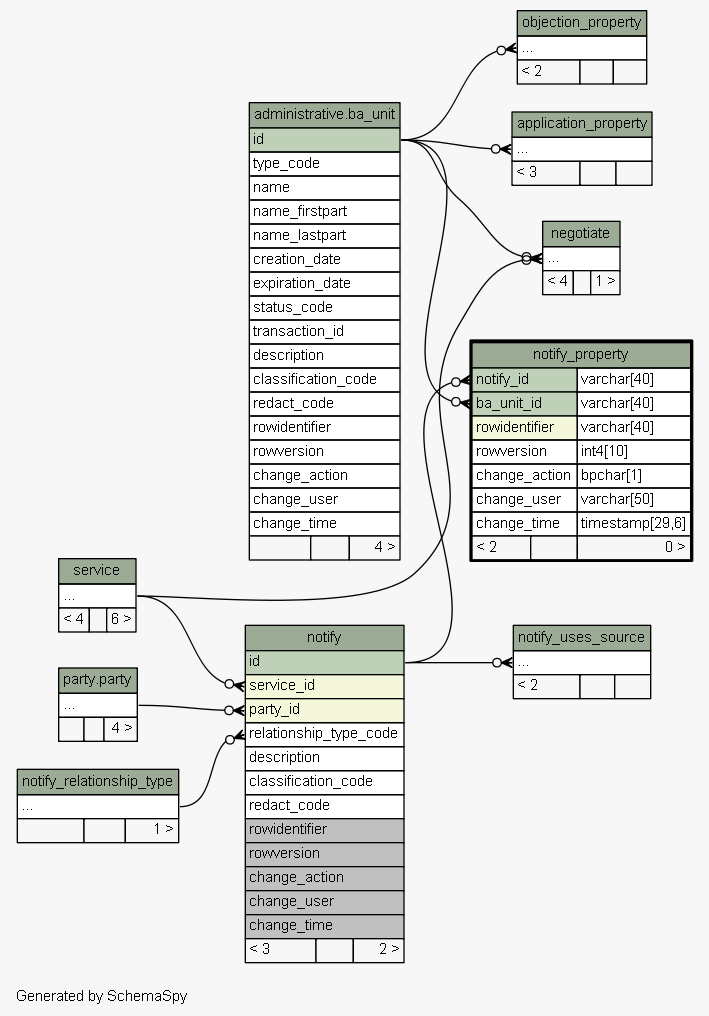 objection_property
...
< 2
administrative.ba_unit
id
type_code
name
name_firstpart
name_lastpart
creation_date
expiration_date
status_code
transaction_id
description
classification_code
redact_code
rowidentifier
rowversion
change_action
change_user
change_time
4 >
application_property
...
< 3
negotiate
...
< 4 1 >
notify_property
notify_id varchar[40]
ba_unit_id varchar[40]
rowidentifier varchar[40]
rowversion int4[10]
change_action bpchar[1]
change_user varchar[50]
change_time timestamp[29,6]
< 2 0 >
service
...
< 4 6 >
party.party
...
4 >
notify_relationship_type
...
1 >
notify
id
service_id
party_id
relationship_type_code
description
classification_code
redact_code
rowidentifier
rowversion
change_action
change_user
change_time
< 3 2 >
notify_uses_source
...
< 2
Generated by SchemaSpy